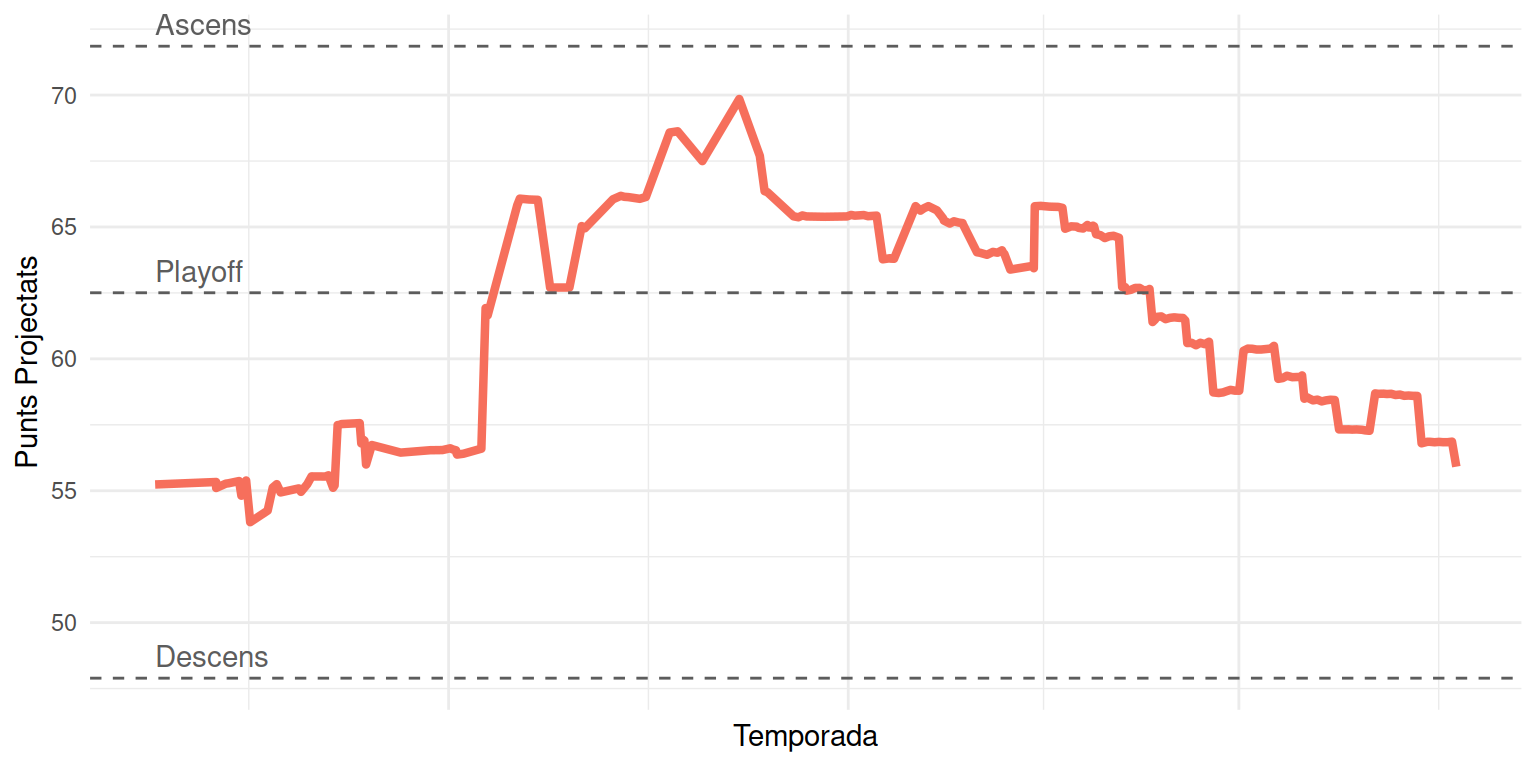 Ascens
70
65
Playoff
60
55
50
Descens
Punts Projectats
Temporada